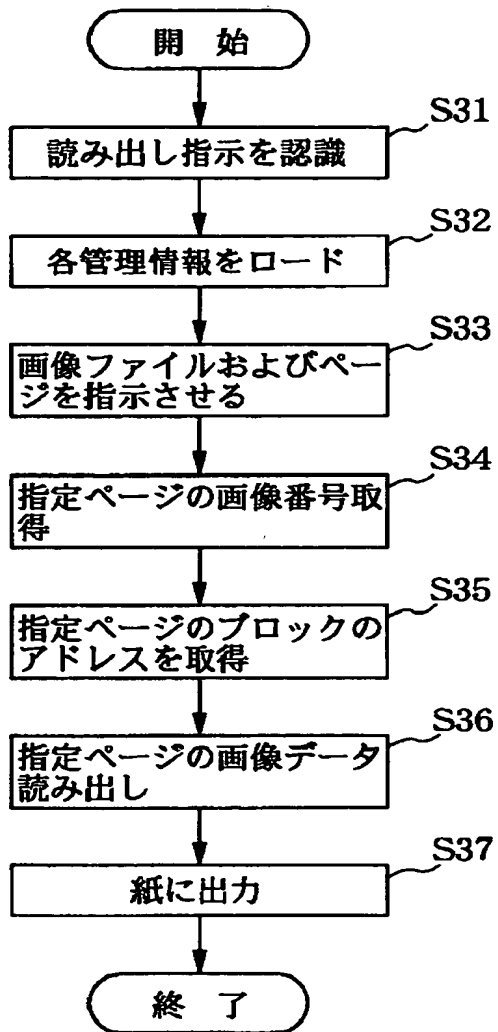 開 始
S31
読み出し指示を認識
S32
各管理情報をロード
S33
画像ファイルおよびペー
ジを指示させる
S34
指定ページの画像番号取
得
S35
指定ページのブロックの
アドレスを取得
S36
指定ページの画像データ
読み出し
S37
紙に出力
終 了